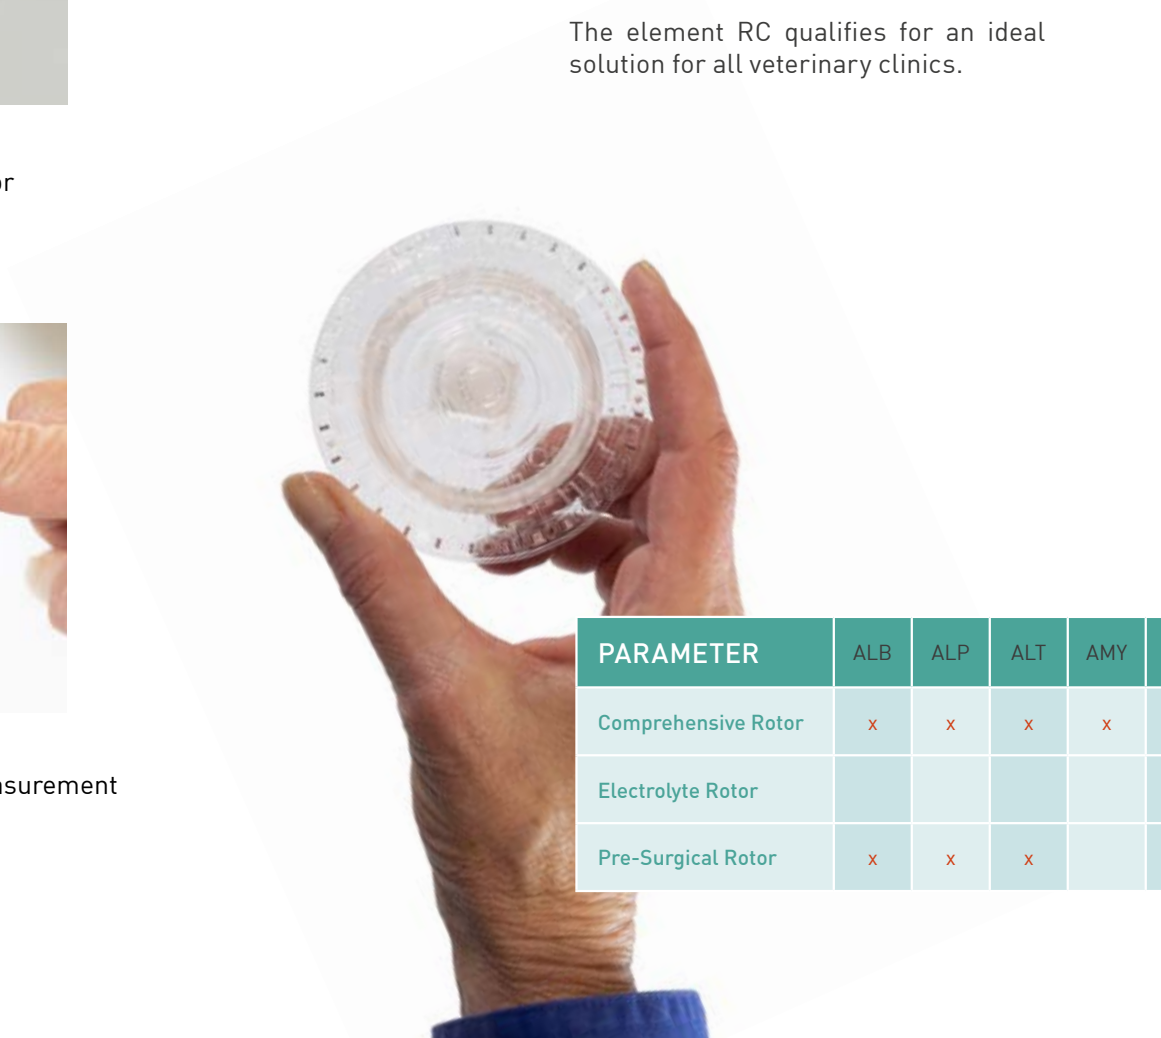 The element RC qualifies for an ideal
solution for all veterinary clinics.
PARAMETER ALB ALP ALT AMY
Comprehensive Rotor x x x x
Electrolyte Rotor
Pre-Surgical Rotor x x x